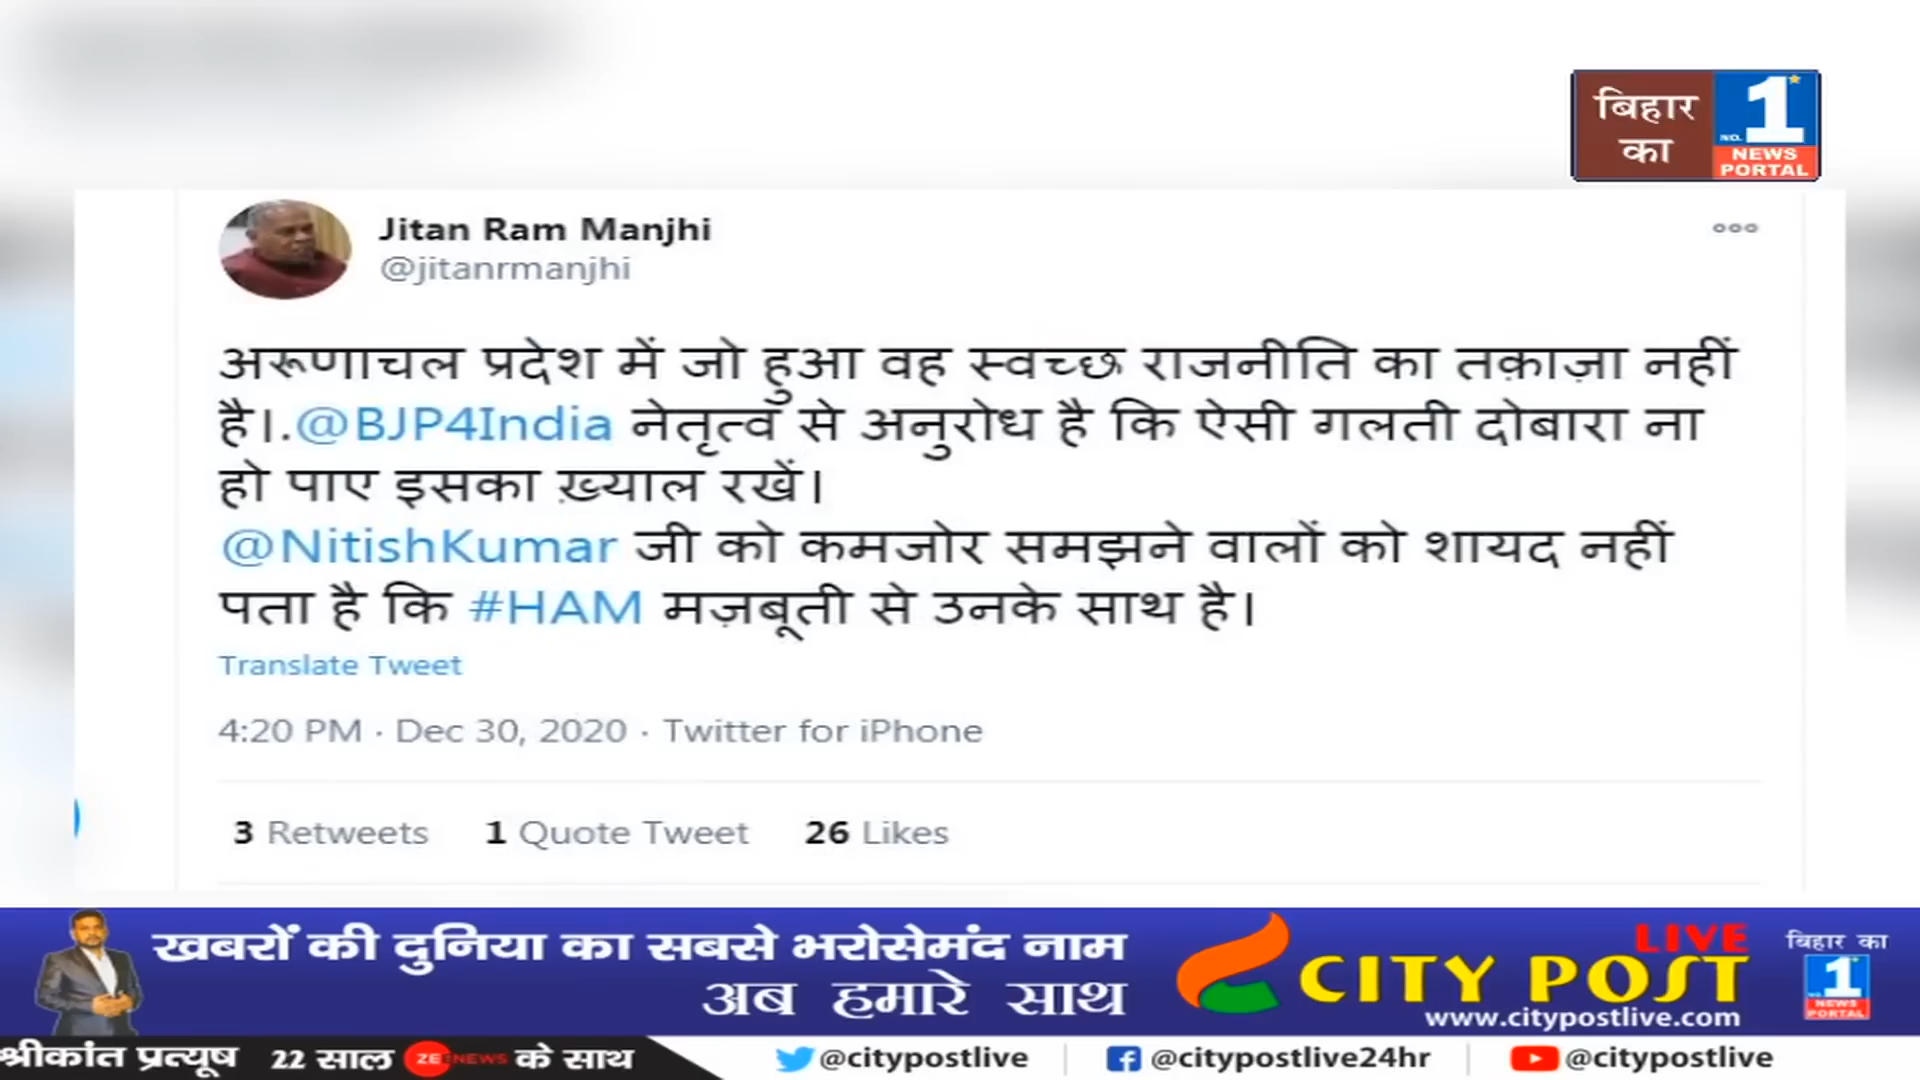 बिहार
का
NO. 1
NEWS
PORTAL
Jitan Ram Manjhi
@jitanrmanjhi
अरूणाचल प्रदेश में जो हुआ वह स्वच्छ राजनीति का तक़ाज़ा नहीं
है।.@BJP4India नेतृत्व से अनुरोध है कि ऐसी गलती दोबारा ना
हो पाए इसका ख़्याल रखें।
@NitishKumar जी को कमजोर समझने वालों को शायद नहीं
पता है कि #HAM मज़बूती से उनके साथ है।
Translate Tweet
4:20 PM · Dec 30, 2020 · Twitter for iPhone
3 Retweets 1 Quote Tweet 26 Likes
खबरों की दुनिया का सबसे भरोसेमंद नाम
अब हमारे साथ
LIVE
CITY POST
www.citypostlive.com
बिहार का
1
NEWS
PORTAL
श्रीकांत प्रत्यूष 22 साल ZEE NEWS के साथ
@citypostlive @citypostlive24hr @citypostlive